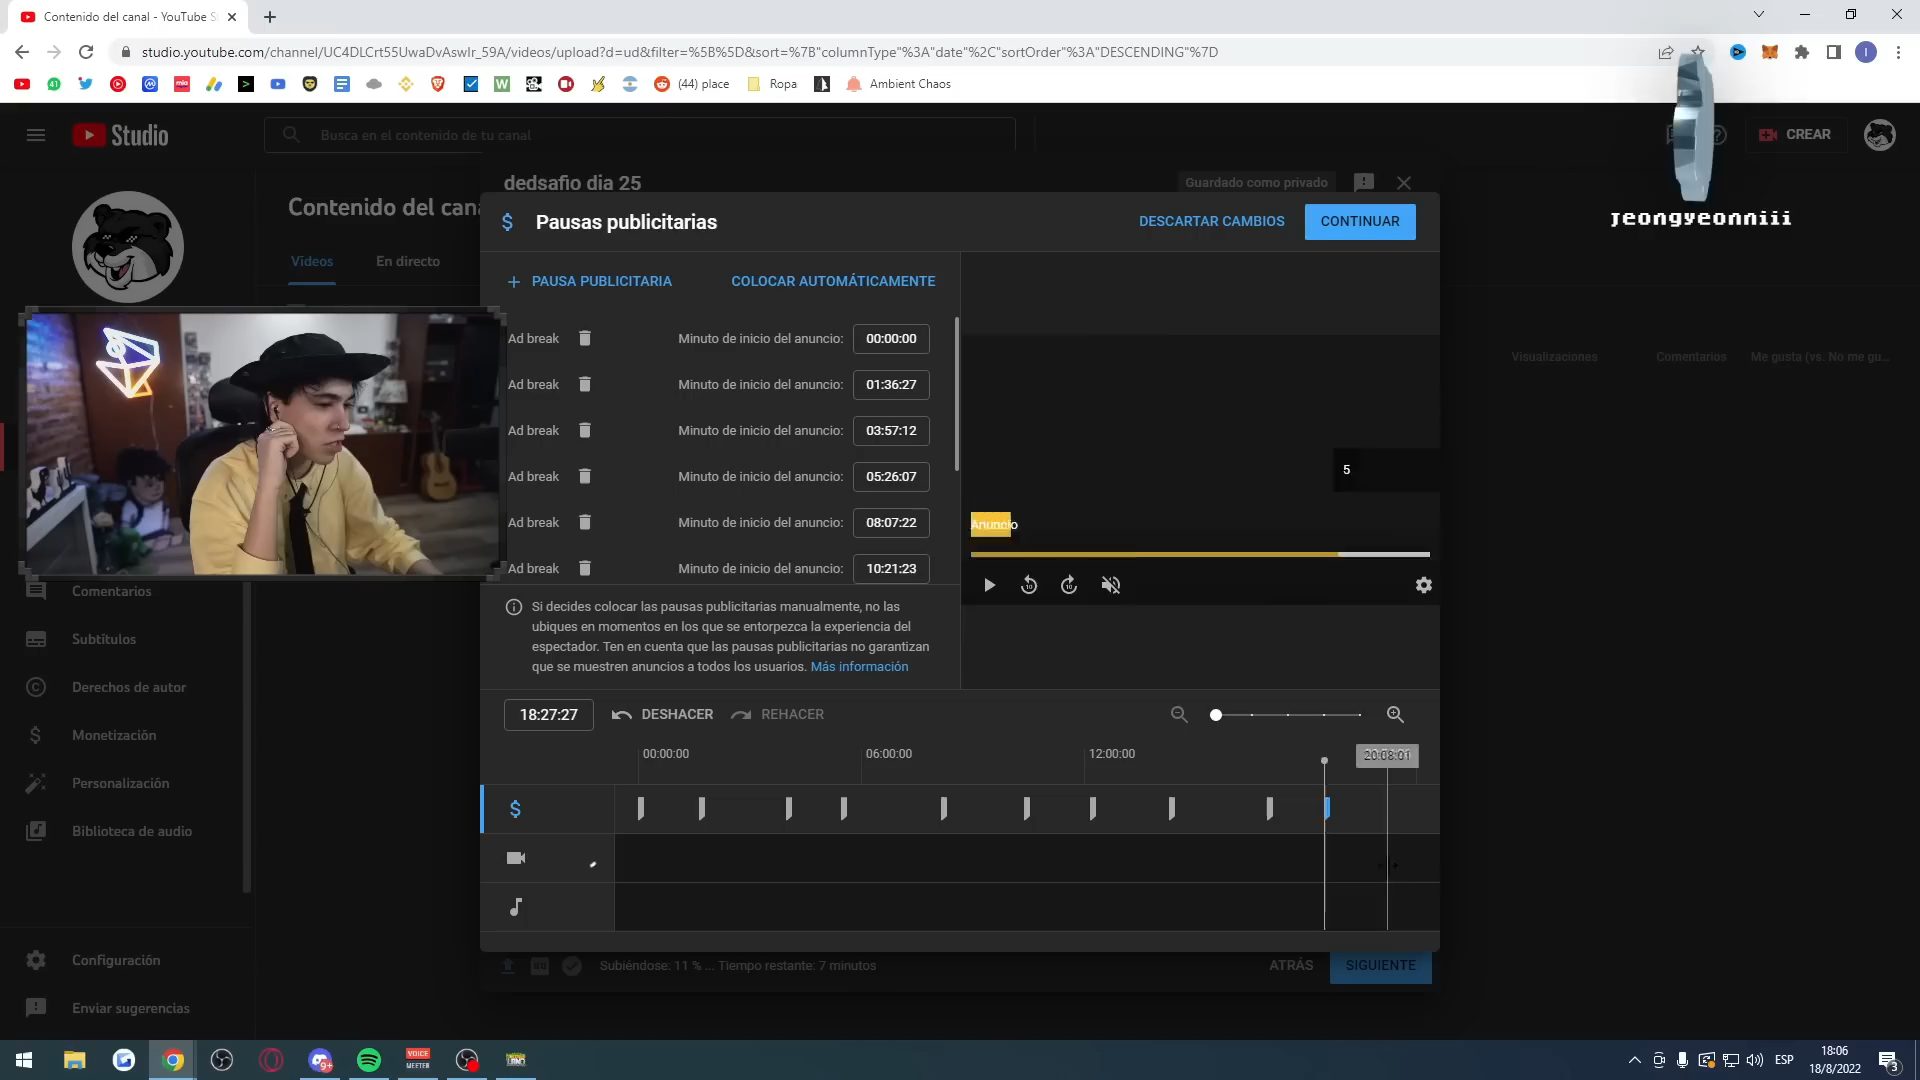 Contenido del canal - YouTube S
studio.youtube.com/channel/UC4DLCrt55UwaDvAswIr_59A/videos/upload?d=ud&filter=%5B%5D&sort=%7B"columnType"%3A"date"%2C"sortOrder"%3A"DESCENDING"%7D
(44) place
Ropa
Ambient Chaos
Studio
Busca en el contenido de tu canal
CREAR
jeongyeonniii
Contenido del cana
dedsafio dia 25
Guardado como privado
Pausas publicitarias
DESCARTAR CAMBIOS
CONTINUAR
Vídeos
En directo
PAUSA PUBLICITARIA
COLOCAR AUTOMÁTICAMENTE
Ad break
Minuto de inicio del anuncio:
00:00:00
Ad break
Minuto de inicio del anuncio:
01:36:27
Ad break
Minuto de inicio del anuncio:
03:57:12
Ad break
Minuto de inicio del anuncio:
05:26:07
Ad break
Minuto de inicio del anuncio:
08:07:22
Ad break
Minuto de inicio del anuncio:
10:21:23
Visualizaciones
Comentarios
Me gusta (vs. No me gu...
5
Anuncio
Si decides colocar las pausas publicitarias manualmente, no las
ubiques en momentos en los que se entorpezca la experiencia del
espectador. Ten en cuenta que las pausas publicitarias no garantizan
que se muestren anuncios a todos los usuarios. Más información
Comentarios
Subtítulos
Derechos de autor
Monetización
Personalización
Biblioteca de audio
Configuración
Enviar sugerencias
18:27:27
DESHACER
REHACER
00:00:00
06:00:00
12:00:00
Subiéndose: 11 % ... Tiempo restante: 7 minutos
ATRÁS
SIGUIENTE
9+
VOICE
MEETER
ESP
18:06
18/8/2022
3